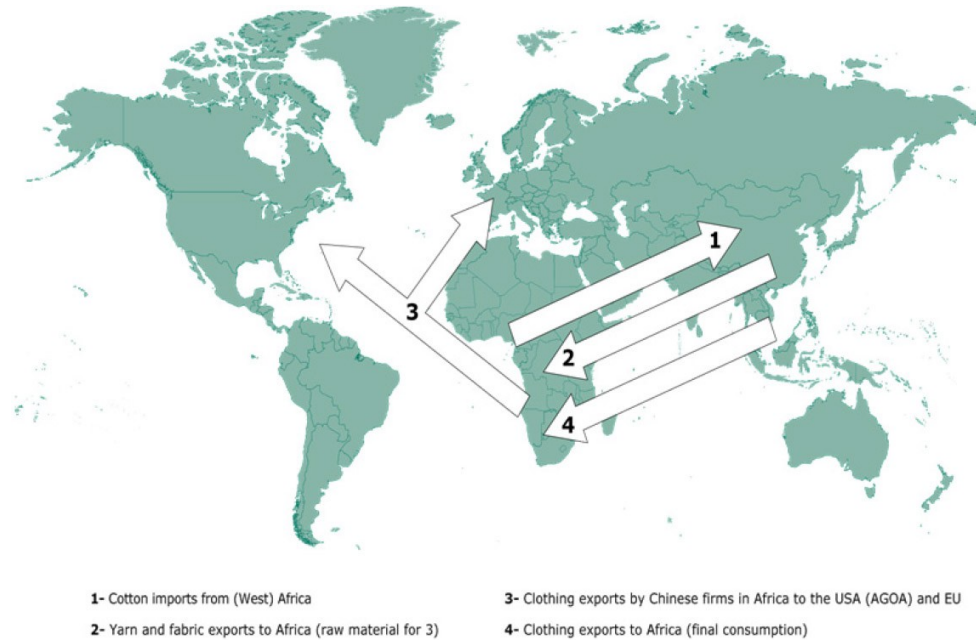 1
2
3
4
1- Cotton imports from (West) Africa
2- Yarn and fabric exports to Africa (raw material for 3)
3- Clothing exports by Chinese firms in Africa to the USA (AGOA) and EU
4- Clothing exports to Africa (final consumption)